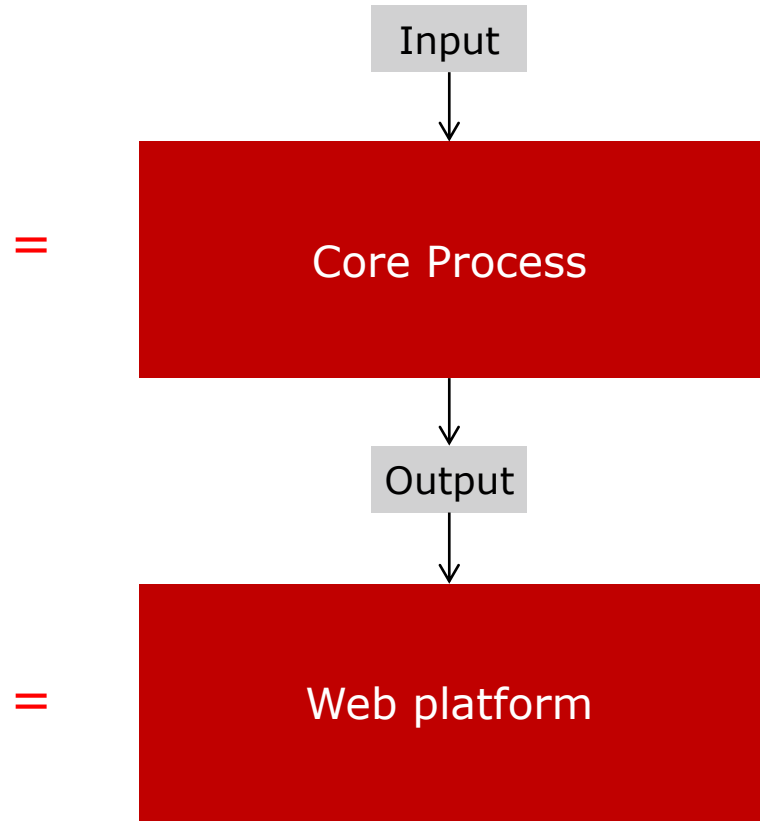 Input
=
Core Process
Output
=
Web platform